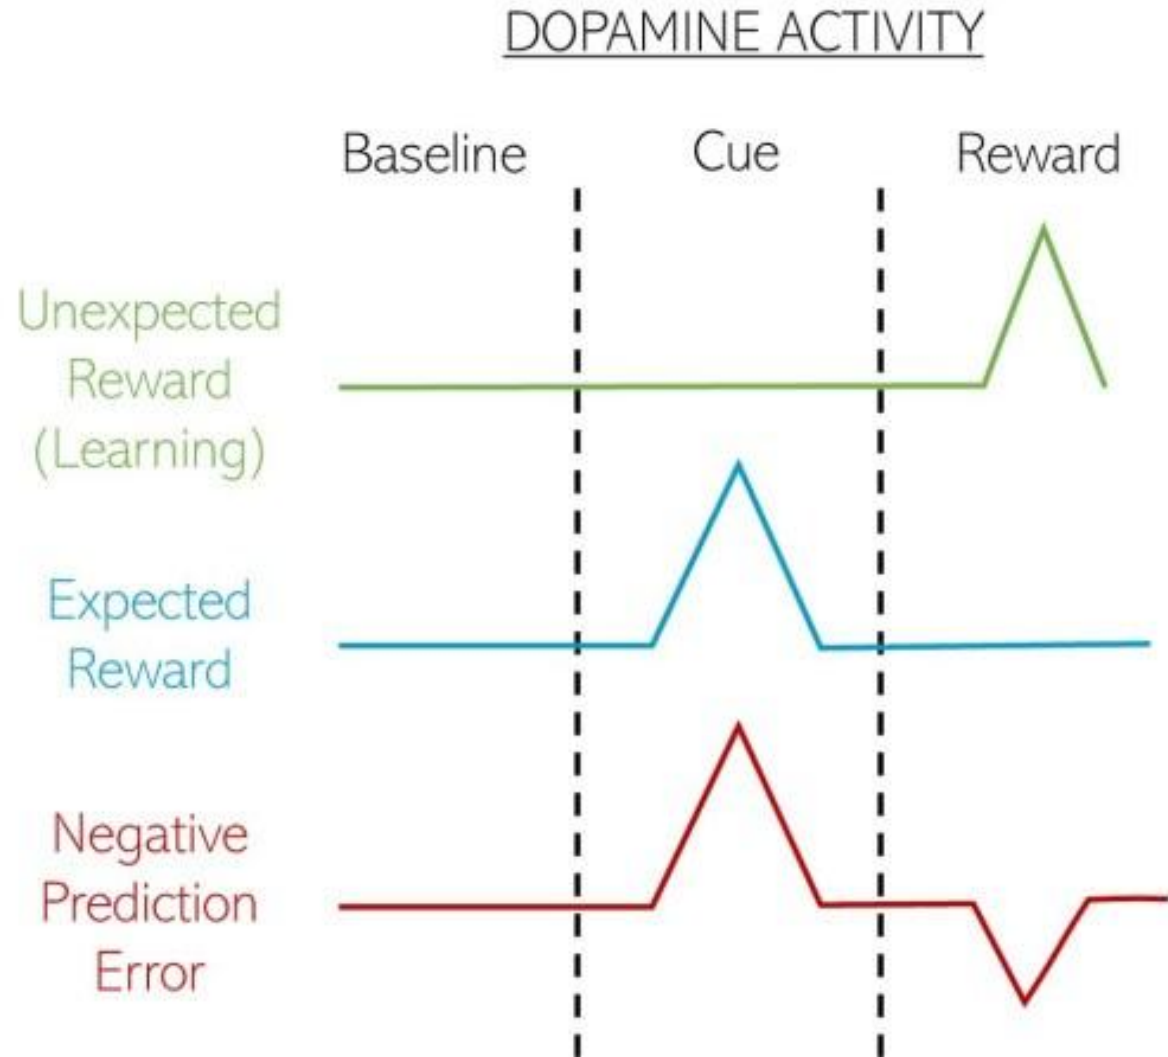 DOPAMINE ACTIVITY
Baseline
Cue
Reward
Unexpected
Reward
(Learning)
Expected
Reward
Negative
Prediction
Error